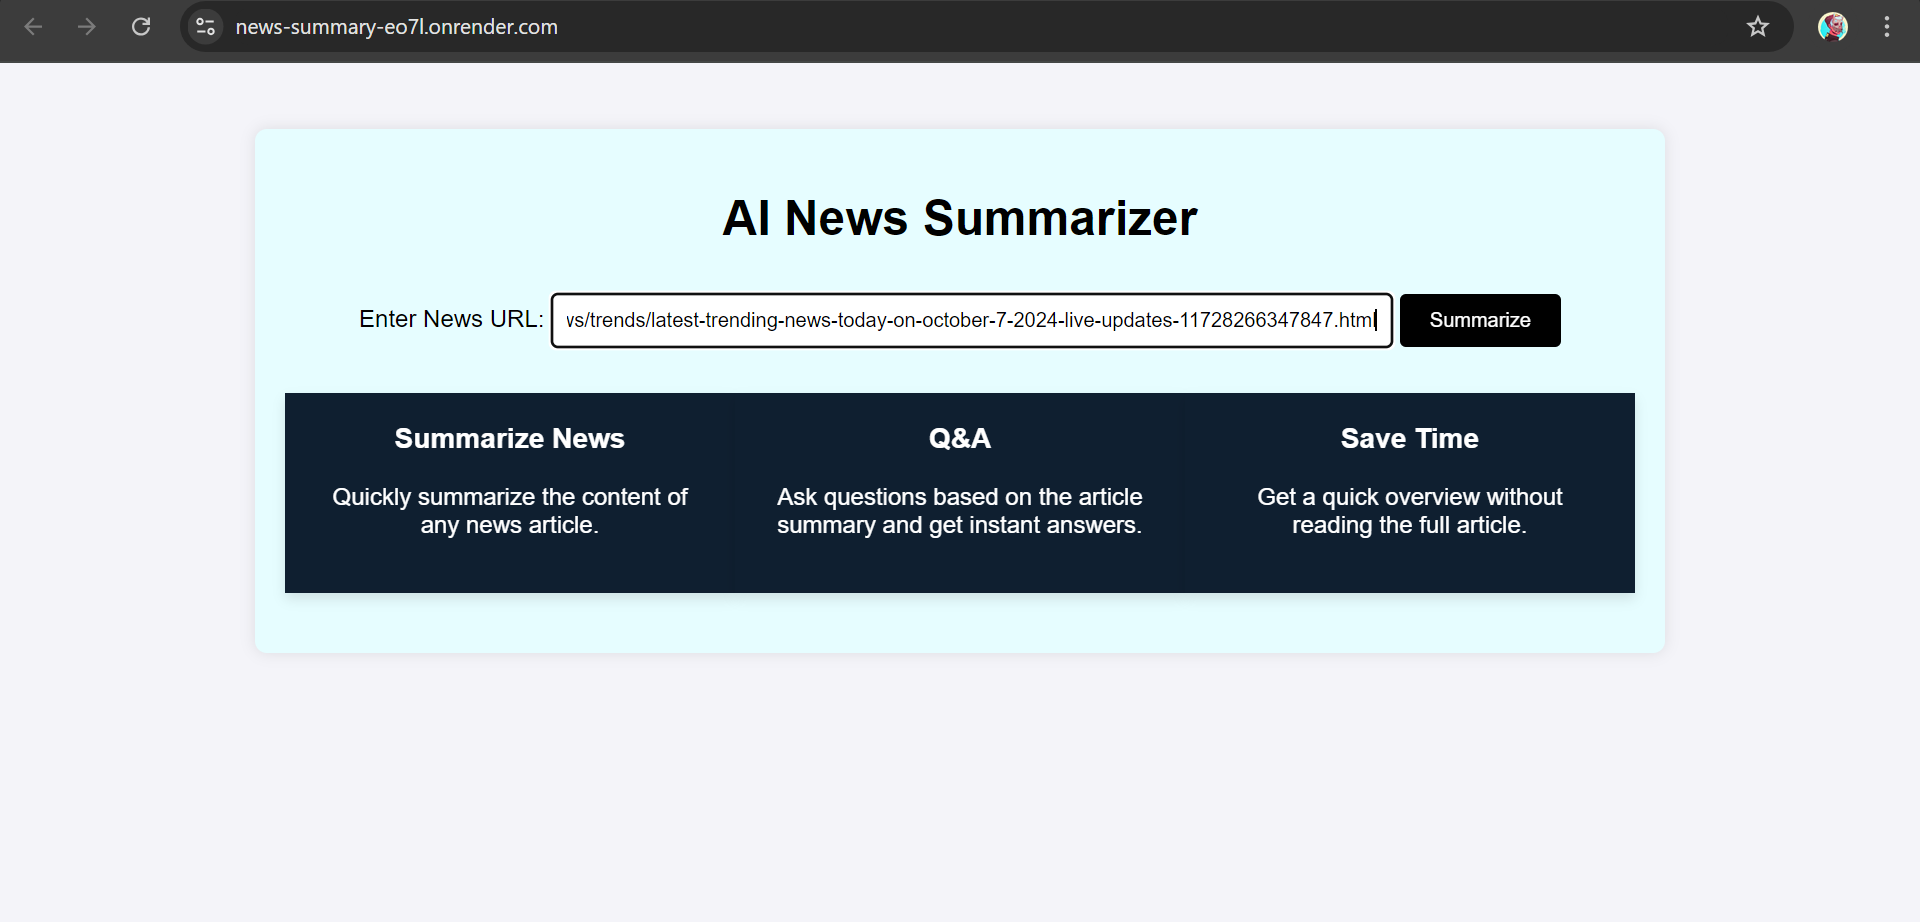 news-summary-eo7l.onrender.com
AI News Summarizer
Enter News URL: vs/trends/latest-trending-news-today-on-october-7-2024-live-updates-11728266347847.html Summarize
Summarize News
Quickly summarize the content of
any news article.
Q&A
Ask questions based on the article
summary and get instant answers.
Save Time
Get a quick overview without
reading the full article.